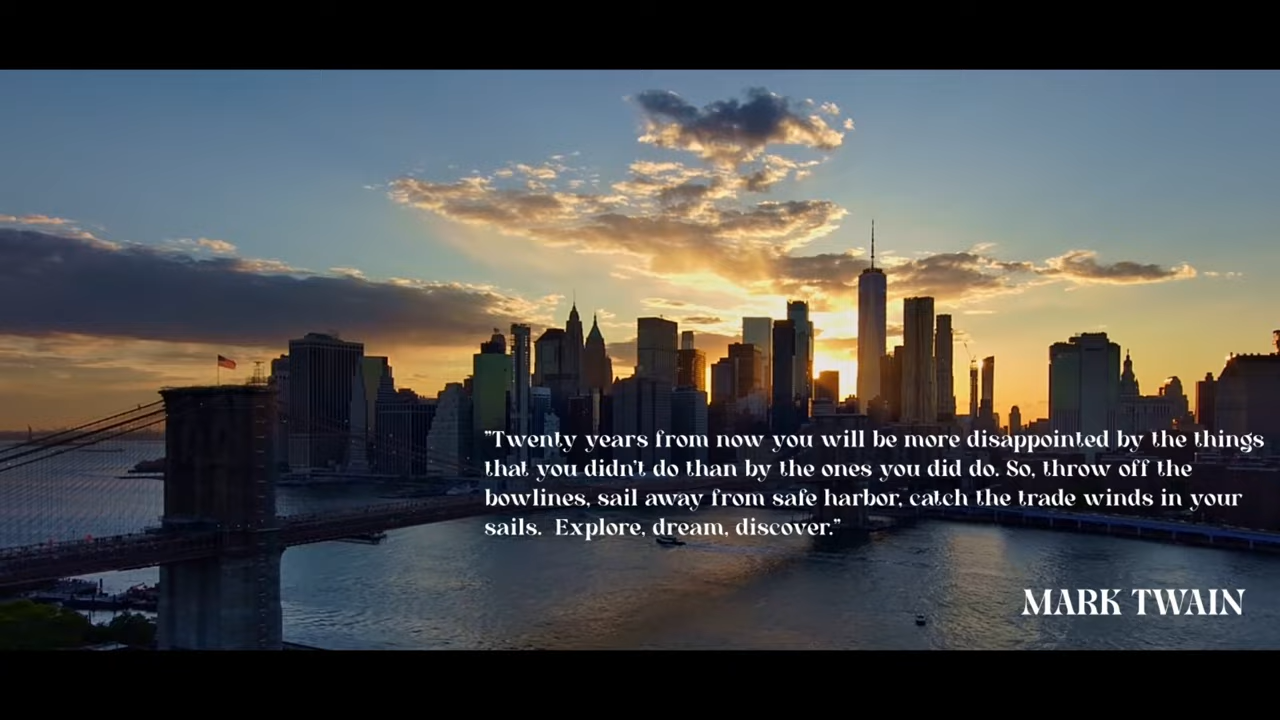 "Twenty years from now you will be more disappointed by the things
that you didn't do than by the ones you did do. So, throw off the
bowlines, sail away from safe harbor, catch the trade winds in your
sails.  Explore, dream, discover."
MARK TWAIN